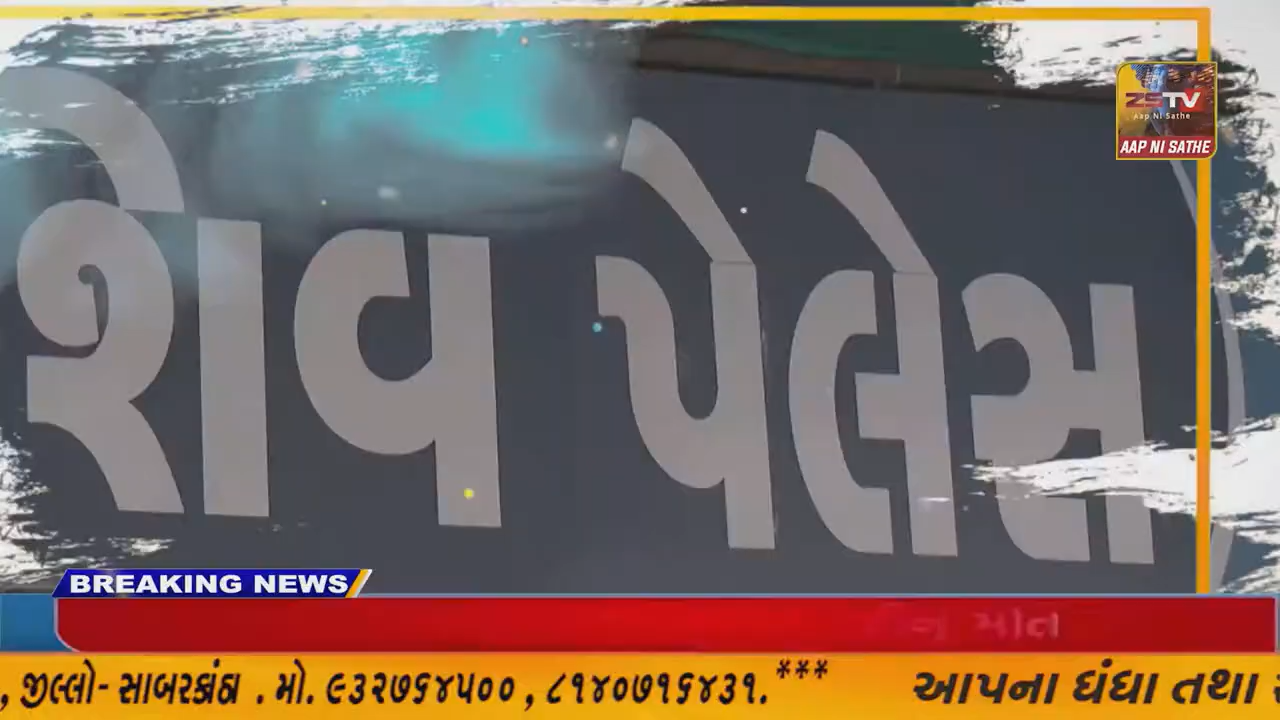 શિવ પેલેસ
ZSTV
Aap Ni Sathe
AAP NI SATHE
BREAKING NEWS
મોત
, જીલ્લો- સાબરકાંઠા . મો. ૯૩૨૭૬૪૫૦૦ , ૮૧૪૦૭૧૬૪૩૧. *** આપના ધંધા તથા